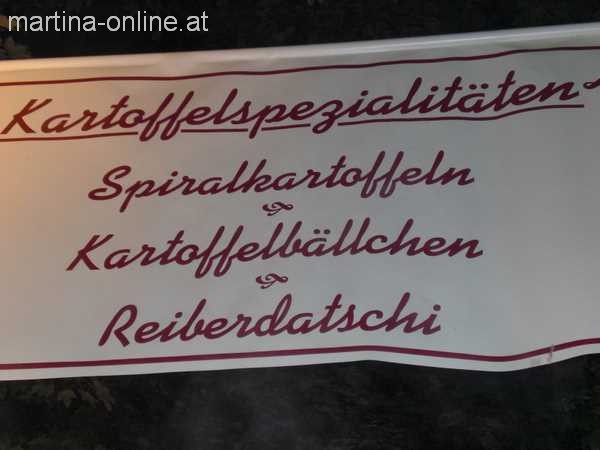 martina-online.at
Kartoffelspezialitäten
Spiralkartoffeln
Kartoffelbällchen
Reiberdatschi